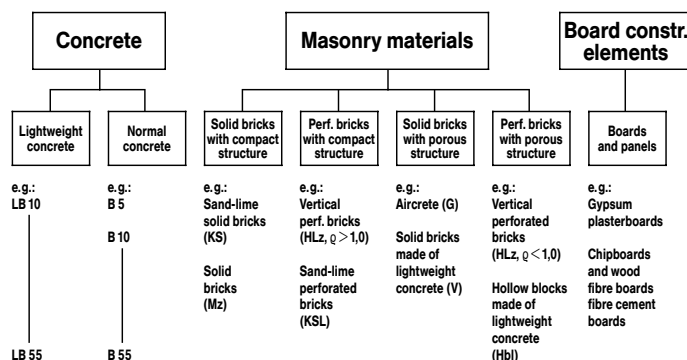 Concrete
Masonry materials
Board constr.
elements
Lightweight
concrete
Normal
concrete
Solid bricks
with compact
structure
Perf. bricks
with compact
structure
Solid bricks
with porous
structure
Perf. bricks
with porous
structure
Boards
and panels
e.g.:
LB 10
LB 55
e.g.:
B 5
B 10
B 55
e.g.:
Sand-lime
solid bricks
(KS)
Solid
bricks
(Mz)
e.g.:
Vertical
perf. bricks
(HLz, ϱ > 1,0)
Sand-lime
perforated
bricks
(KSL)
e.g.:
Aircrete (G)
Solid bricks
made of
lightweight
concrete (V)
e.g.:
Vertical
perforated
bricks
(HLz, ϱ < 1,0)
Hollow blocks
made of
lightweight
concrete
(Hbl)
e.g.:
Gypsum
plasterboards
Chipboards
and wood
fibre boards
fibre cement
boards